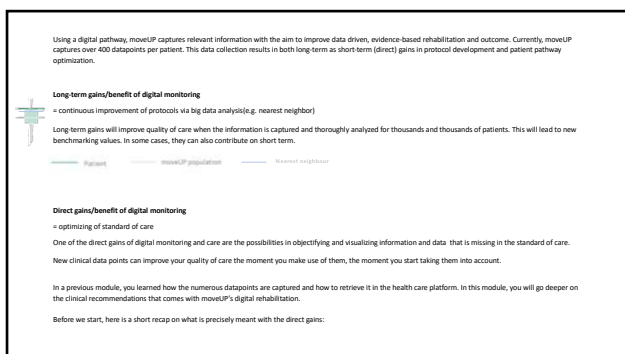 Using a digital pathway, moveUP captures relevant information with the aim to improve data driven, evidence-based rehabilitation and outcome. Currently, moveUP
captures over 400 datapoints per patient. This data collection results in both long-term as short-term (direct) gains in protocol development and patient pathway
optimization.
Long-term gains/benefit of digital monitoring
= continuous improvement of protocols via big data analysis(e.g. nearest neighbor)
Long-term gains will improve quality of care when the information is captured and thoroughly analyzed for thousands and thousands of patients. This will lead to new
benchmarking values. In some cases, they can also contribute on short term.
Patient moveUP population Nearest neighbour
Direct gains/benefit of digital monitoring
= optimizing of standard of care
One of the direct gains of digital monitoring and care are the possibilities in objectifying and visualizing information and data that is missing in the standard of care.
New clinical data points can improve your quality of care the moment you make use of them, the moment you start taking them into account.
In a previous module, you learned how the numerous datapoints are captured and how to retrieve it in the health care platform. In this module, you will go deeper on
the clinical recommendations that comes with moveUP's digital rehabilitation.
Before we start, here is a short recap on what is precisely meant with the direct gains: